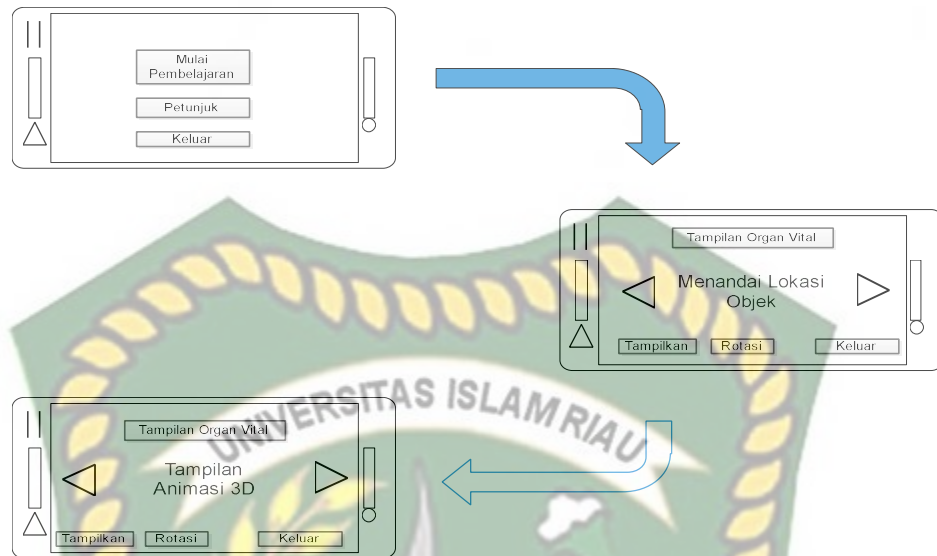 Mulai
Pembelajaran
Petunjuk
Keluar
Tampilan Organ Vital
Menandai Lokasi
Objek
Tampilkan Rotasi Keluar
UNIVERSITAS ISLAM RIAU
Tampilan Organ Vital
Tampilan
Animasi 3D
Tampilkan Rotasi Keluar